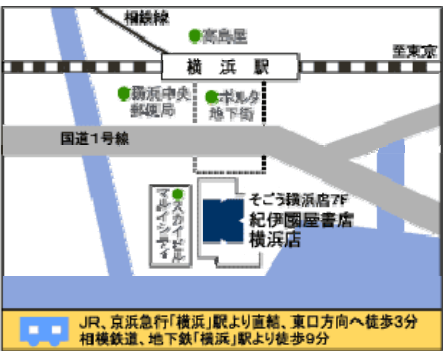 相鉄線
高島屋
至東京
横浜駅
横浜中央
郵便局
ポルタ
地下街
国道1号線
スカイビル
マルイシティ
そごう横浜店7F
紀伊國屋書店
横浜店
JR、京浜急行「横浜」駅より直結、東口方向へ徒歩3分
相模鉄道、地下鉄「横浜」駅より徒歩9分